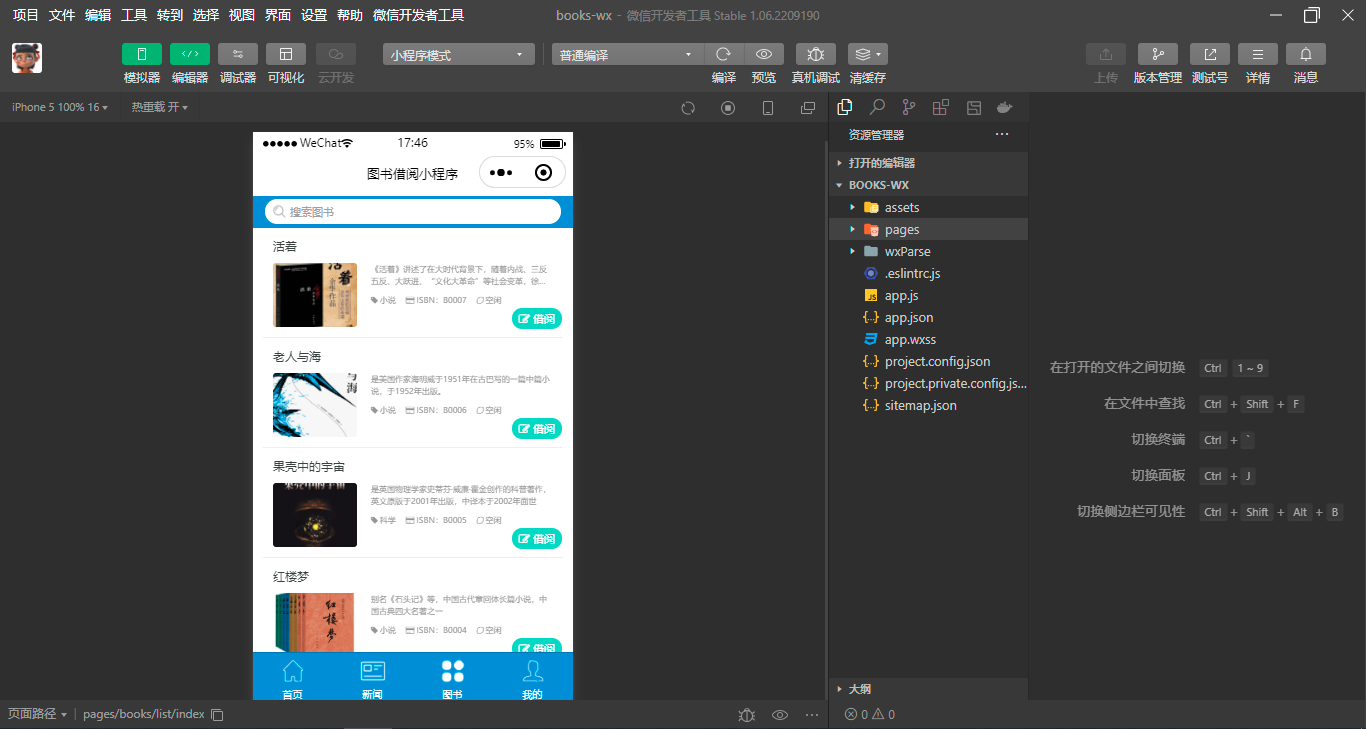 项目 文件 编辑 工具 转到 选择 视图 界面 设置 帮助 微信开发者工具
books-wx - 微信开发者工具 Stable 1.06.2209190
模拟器 编辑器 调试器 可视化 云开发
小程序模式
普通编译
编译 预览 真机调试 清缓存
上传 版本管理 测试号 详情 消息
iPhone 5 100% 16
热重载 开
WeChat
17:46
95%
图书借阅小程序
搜索图书
活着
《活着》讲述了在大时代背景下，随着内战、三反
五反、大跃进、“文化大革命”等社会变革，徐...
小说 ISBN：B0007 空闲
借阅
老人与海
是美国作家海明威于1951年在古巴写的一篇中篇小
说，于1952年出版。
小说 ISBN：B0006 空闲
借阅
果壳中的宇宙
是英国物理学家史蒂芬·威廉·霍金创作的科普著作，
英文原版于2001年出版，中译本于2002年面世
科学 ISBN：B0005 空闲
借阅
红楼梦
别名《石头记》等，中国古代章回体长篇小说，中
国古典四大名著之一
小说 ISBN：B0004 空闲
借阅
首页 新闻 图书 我的
页面路径 | pages/books/list/index
资源管理器
打开的编辑器
BOOKS-WX
assets
pages
wxParse
.eslintrc.js
app.js
app.json
app.wxss
project.config.json
project.private.config.js...
sitemap.json
大纲
0 0
在打开的文件之间切换 Ctrl 1 ~ 9
在文件中查找 Ctrl + Shift + F
切换终端 Ctrl + `
切换面板 Ctrl + J
切换侧边栏可见性 Ctrl + Shift + Alt + B